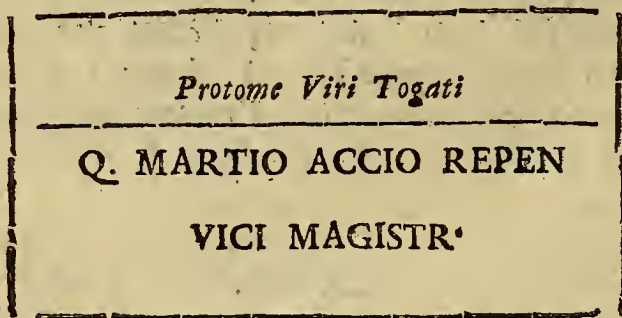 Protome Viri Togati
Q. MARTIO ACCIO REPEN
VICI MAGISTR·